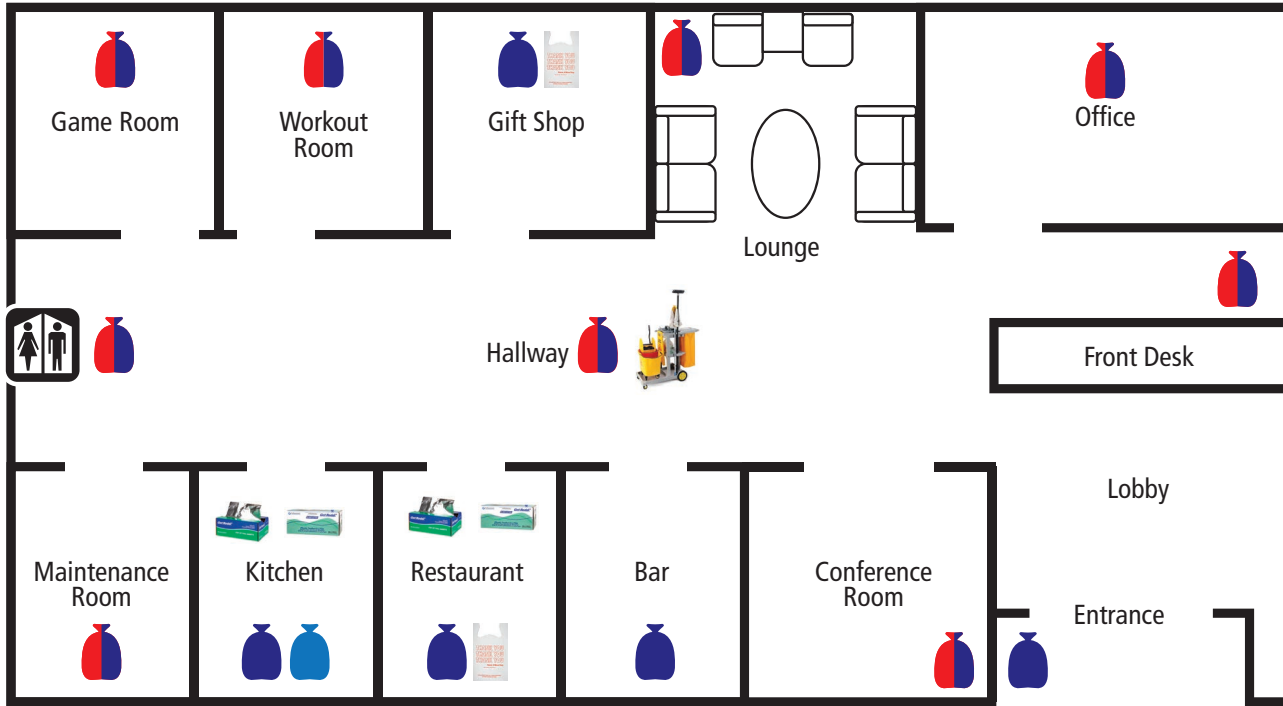 Game Room
Workout
Room
Gift Shop
Office
Lounge
Hallway
Front Desk
Lobby
Maintenance
Room
Kitchen
Restaurant
Bar
Conference
Room
Entrance